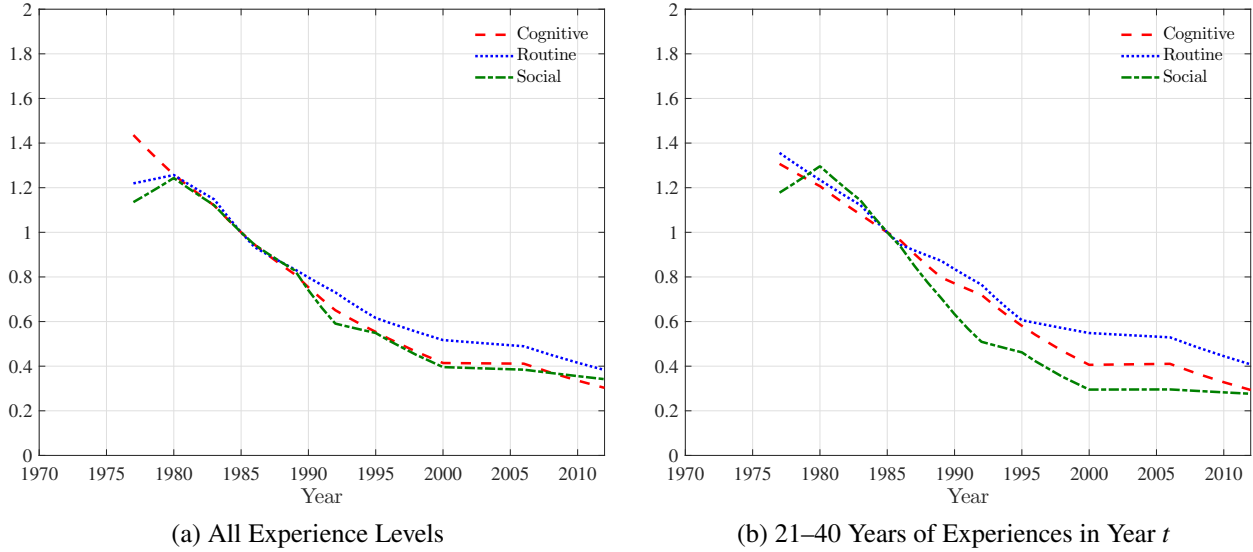 2
1.8
1.6
1.4
1.2
1
0.8
0.6
0.4
0.2
0
Cognitive
Routine
Social
1970 1975 1980 1985 1990 1995 2000 2005 2010
Year
(a) All Experience Levels
2
1.8
1.6
1.4
1.2
1
0.8
0.6
0.4
0.2
0
Cognitive
Routine
Social
1970 1975 1980 1985 1990 1995 2000 2005 2010
Year
(b) 21–40 Years of Experiences in Year t